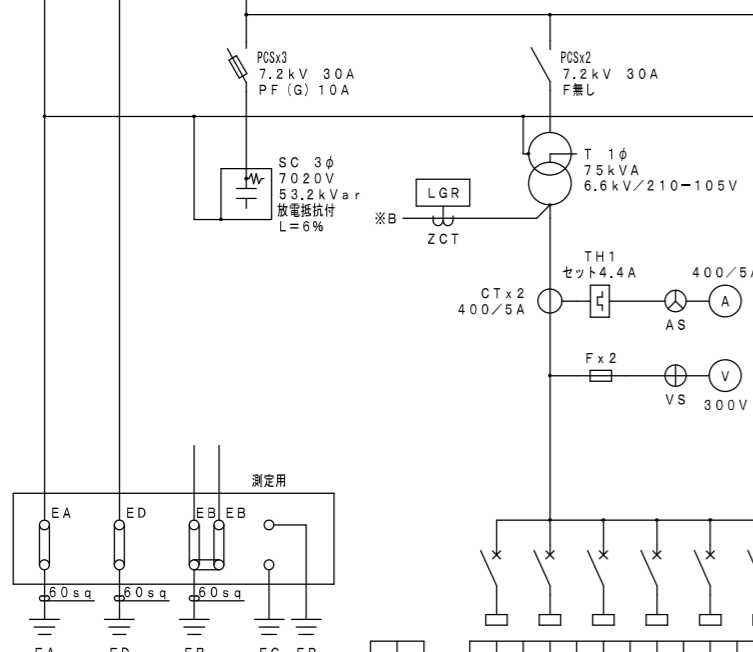 PCSx3
7.2kV 30A
PF(G)10A
PCSx2
7.2kV 30A
F無し
SC 3φ
7020V
53.2kVar
放電抵抗付
L=6%
T 1φ
75kVA
6.6kV/210-105V
LGR
※B
ZCT
TH1
セット4.4A
CTx2
400/5A
400/5A
A
AS
Fx2
V
VS
300V
測定用
EA
ED
EB
EB
60sq
60sq
60sq